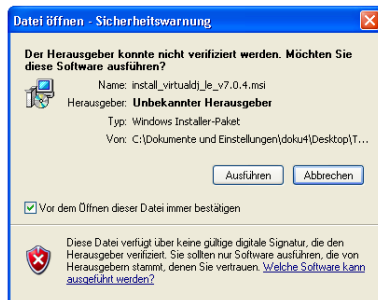 Datei öffnen - Sicherheitswarnung
Der Herausgeber konnte nicht verifiziert werden. Möchten Sie
diese Software ausführen?
Name: install_virtualdj_le_v7.0.4.msi
Herausgeber: Unbekannter Herausgeber
Typ: Windows Installer-Paket
Von: C:\Dokumente und Einstellungen\doku4\Desktop\T...
Ausführen Abbrechen
Vor dem Öffnen dieser Datei immer bestätigen
Diese Datei verfügt über keine gültige digitale Signatur, die den
Herausgeber verifiziert. Sie sollten nur Software ausführen, die von
Herausgebern stammt, denen Sie vertrauen. Welche Software kann
ausgeführt werden?